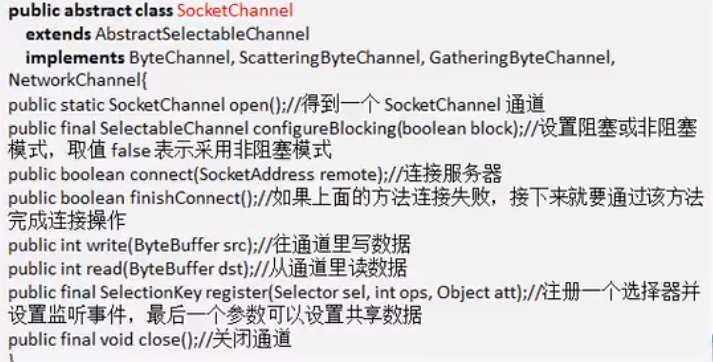 public abstract class SocketChannel
extends AbstractSelectableChannel
implements ByteChannel, ScatteringByteChannel, GatheringByteChannel,
NetworkChannel{
public static SocketChannel open();//得到一个 SocketChannel 通道
public final SelectableChannel configureBlocking(boolean block);//设置阻塞或非阻塞
模式，取值 false 表示采用非阻塞模式
public boolean connect(SocketAddress remote);//连接服务器
public boolean finishConnect();//如果上面的方法连接失败，接下来就要通过该方法
完成连接操作
public int write(ByteBuffer src);//往通道里写数据
public int read(ByteBuffer dst);//从通道里读数据
public final SelectionKey register(Selector sel, int ops, Object att);//注册一个选择器并
设置监听事件，最后一个参数可以设置共享数据
public final void close();//关闭通道
}